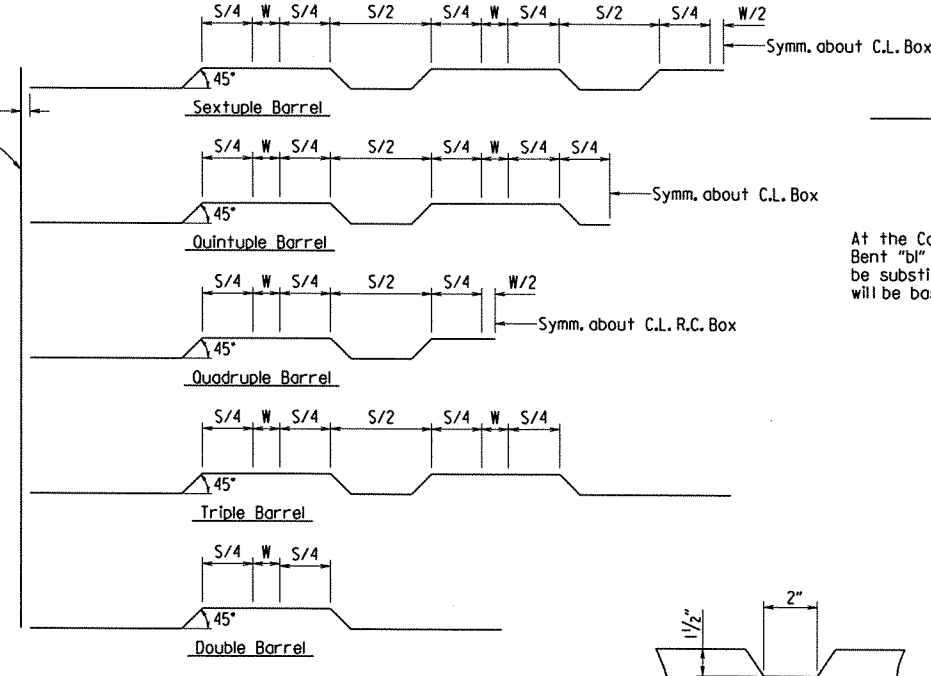 S/4 W S/4 S/2 S/4 W S/4 S/2 S/4 W/2
Symm. about C.L. Box
45°
Sextuple Barrel
S/4 W S/4 S/2 S/4 W S/4 S/4
Symm. about C.L. Box
45°
Quintuple Barrel
At the Co
Bent "bl"
be substi
will be ba
S/4 W S/4 S/2 S/4 W/2
Symm. about C.L. R.C. Box
45°
Quadruple Barrel
S/4 W S/4 S/2 S/4 W S/4
45°
Triple Barrel
S/4 W S/4
45°
Double Barrel
2"
1½"